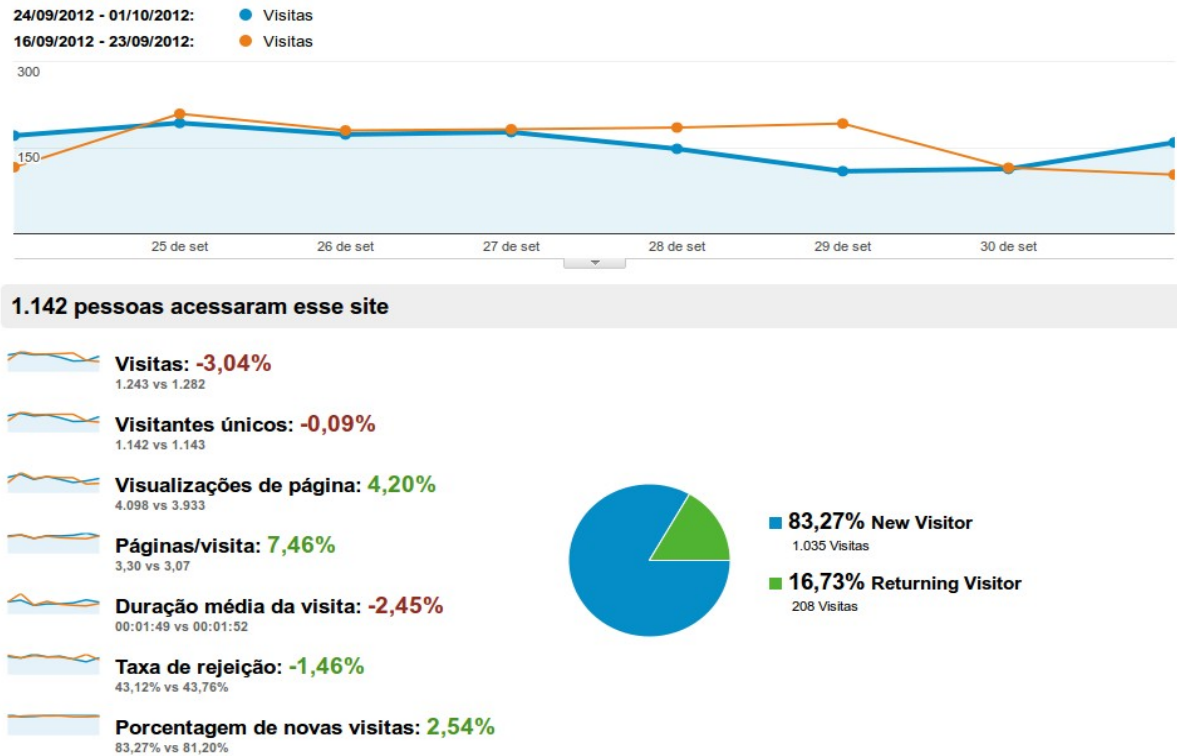 24/09/2012 - 01/10/2012: Visitas
16/09/2012 - 23/09/2012: Visitas
300
150
25 de set 26 de set 27 de set 28 de set 29 de set 30 de set
1.142 pessoas acessaram esse site
Visitas: -3,04%
1.243 vs 1.282
Visitantes únicos: -0,09%
1.142 vs 1.143
Visualizações de página: 4,20%
4.098 vs 3.933
Páginas/visita: 7,46%
3,30 vs 3,07
Duração média da visita: -2,45%
00:01:49 vs 00:01:52
Taxa de rejeição: -1,46%
43,12% vs 43,76%
Porcentagem de novas visitas: 2,54%
83,27% vs 81,20%
83,27% New Visitor
1.035 Visitas
16,73% Returning Visitor
208 Visitas